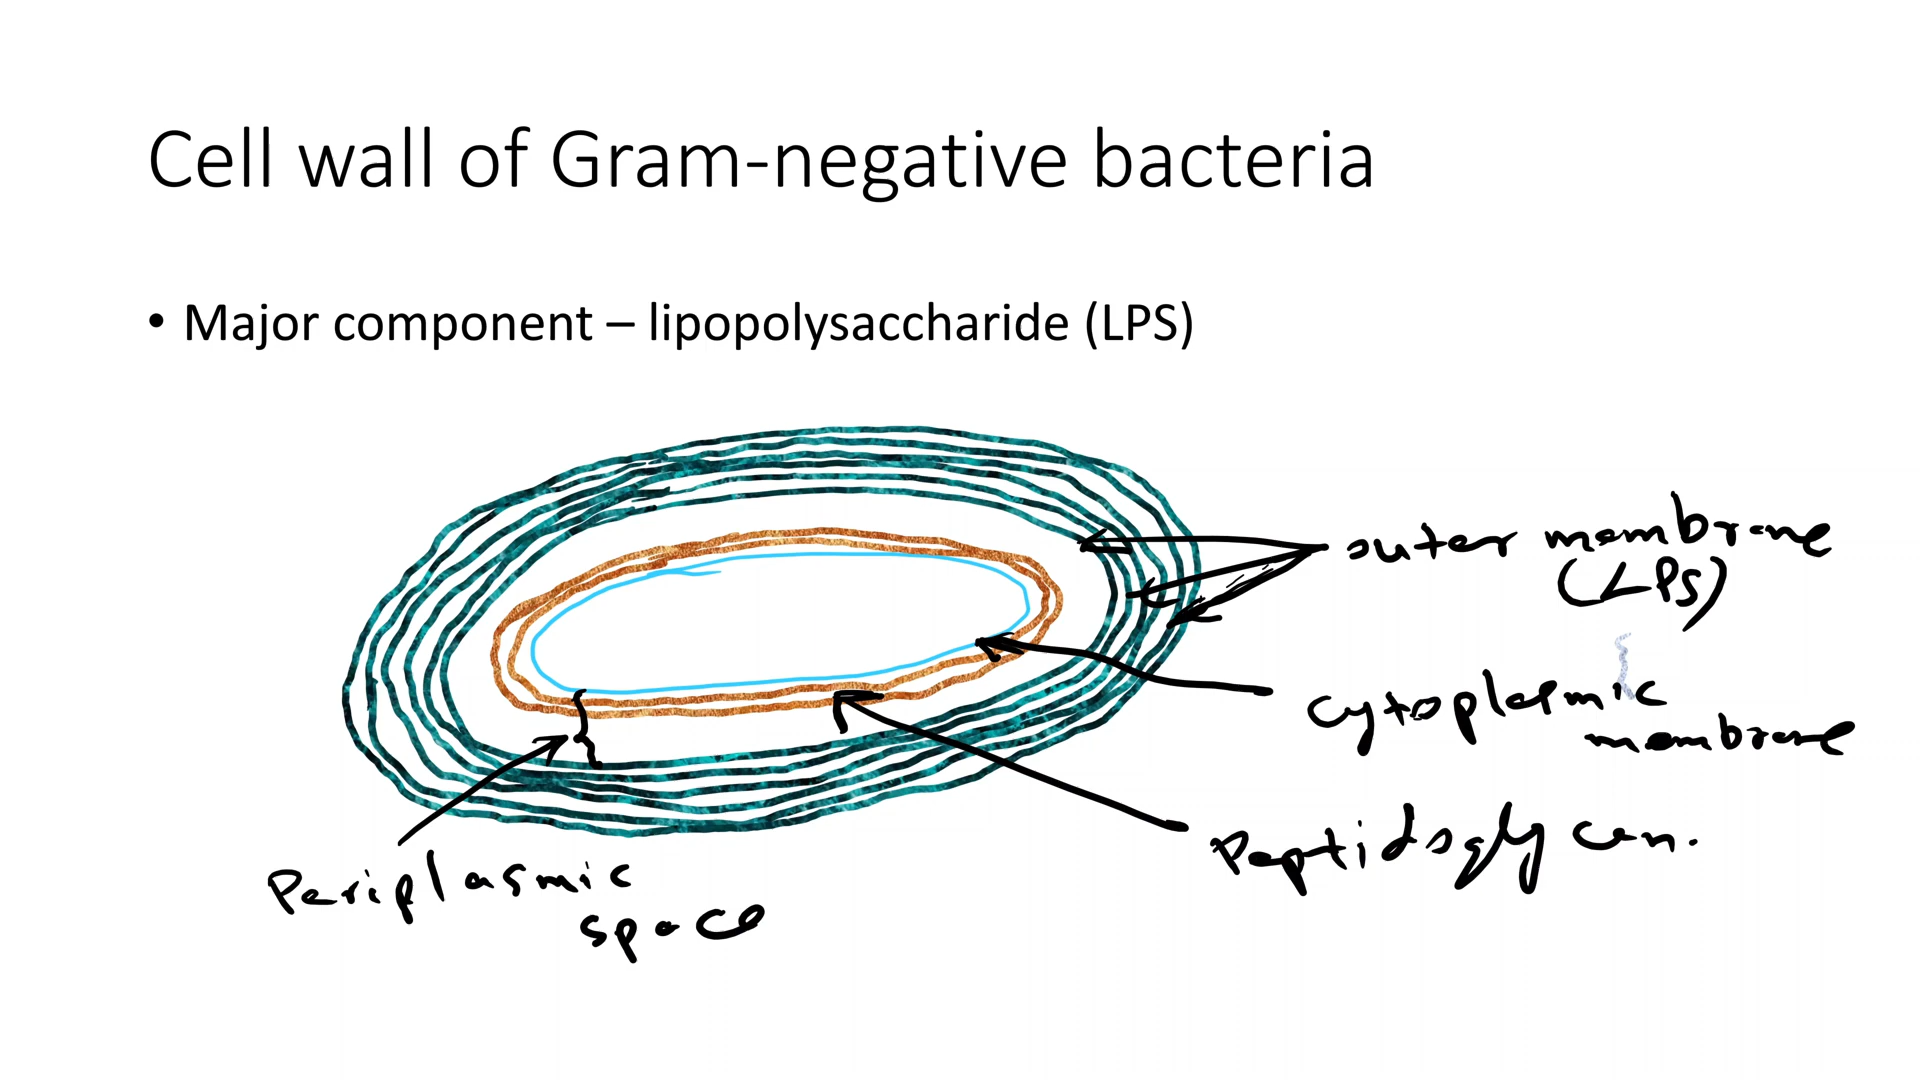 Cell wall of Gram-negative bacteria
• Major component – lipopolysaccharide (LPS)
outer membrane
(LPS)
Cytoplasmic
membrane
Peptidoglycan.
Periplasmic
space